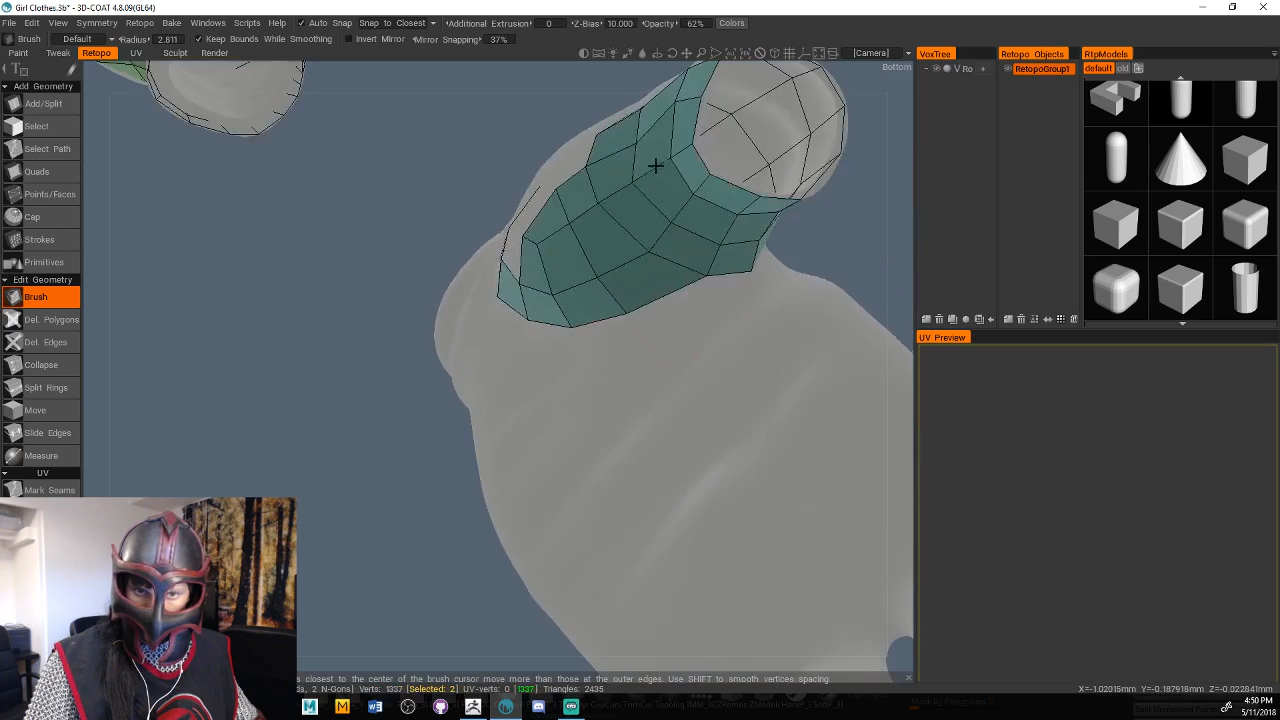 Girl Clothes.3b* - 3D-COAT 4.8.09(GL64)
File Edit View Symmetry Retopo Bake Windows Scripts Help Auto Snap Snap to Closest Additional Extrusion 0 Z-Bias 10.000 Opacity 62% Colors
Brush Default Radius 2.811 Keep Bounds While Smoothing Invert Mirror Mirror Snapping 37%
Paint Tweak Retopo UV Sculpt Render [Camera] VoxTree Retopo Objects RtpModels
Bottom V Ro + RetopoGroup1 default old
Add Geometry
Add/Split
Select
Select Path
Quads
Points/Faces
Cap
Strokes
Primitives
Edit Geometry
Brush
Del. Polygons
Del. Edges
Collapse
Split Rings
Move
Slide Edges
Measure
UV
Mark Seams
UV Preview
closest to the center of the brush cursor move more than those at the outer edges. Use SHIFT to smooth vertices spacing
2 N-Gons] Verts: 1337 [Selected: 2] UV-verts: 0 [1337] Triangles: 2435
X=-1.02015mm Y=-0.187918mm Z=-0.022841mm
4:50 PM
5/11/2018